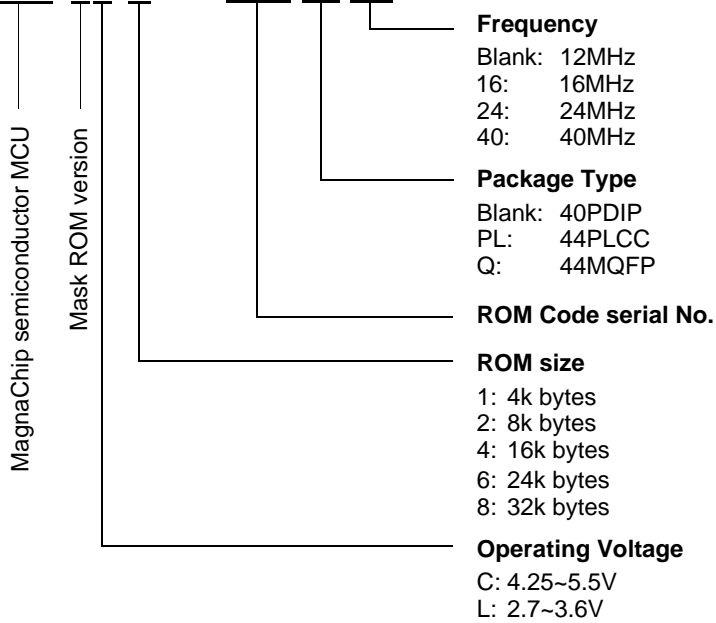 Frequency
Blank: 12MHz
16: 16MHz
24: 24MHz
40: 40MHz
Package Type
Blank: 40PDIP
PL: 44PLCC
Q: 44MQFP
ROM Code serial No.
ROM size
1: 4k bytes
2: 8k bytes
4: 16k bytes
6: 24k bytes
8: 32k bytes
Operating Voltage
C: 4.25~5.5V
L: 2.7~3.6V
Mask ROM version
MagnaChip semiconductor MCU